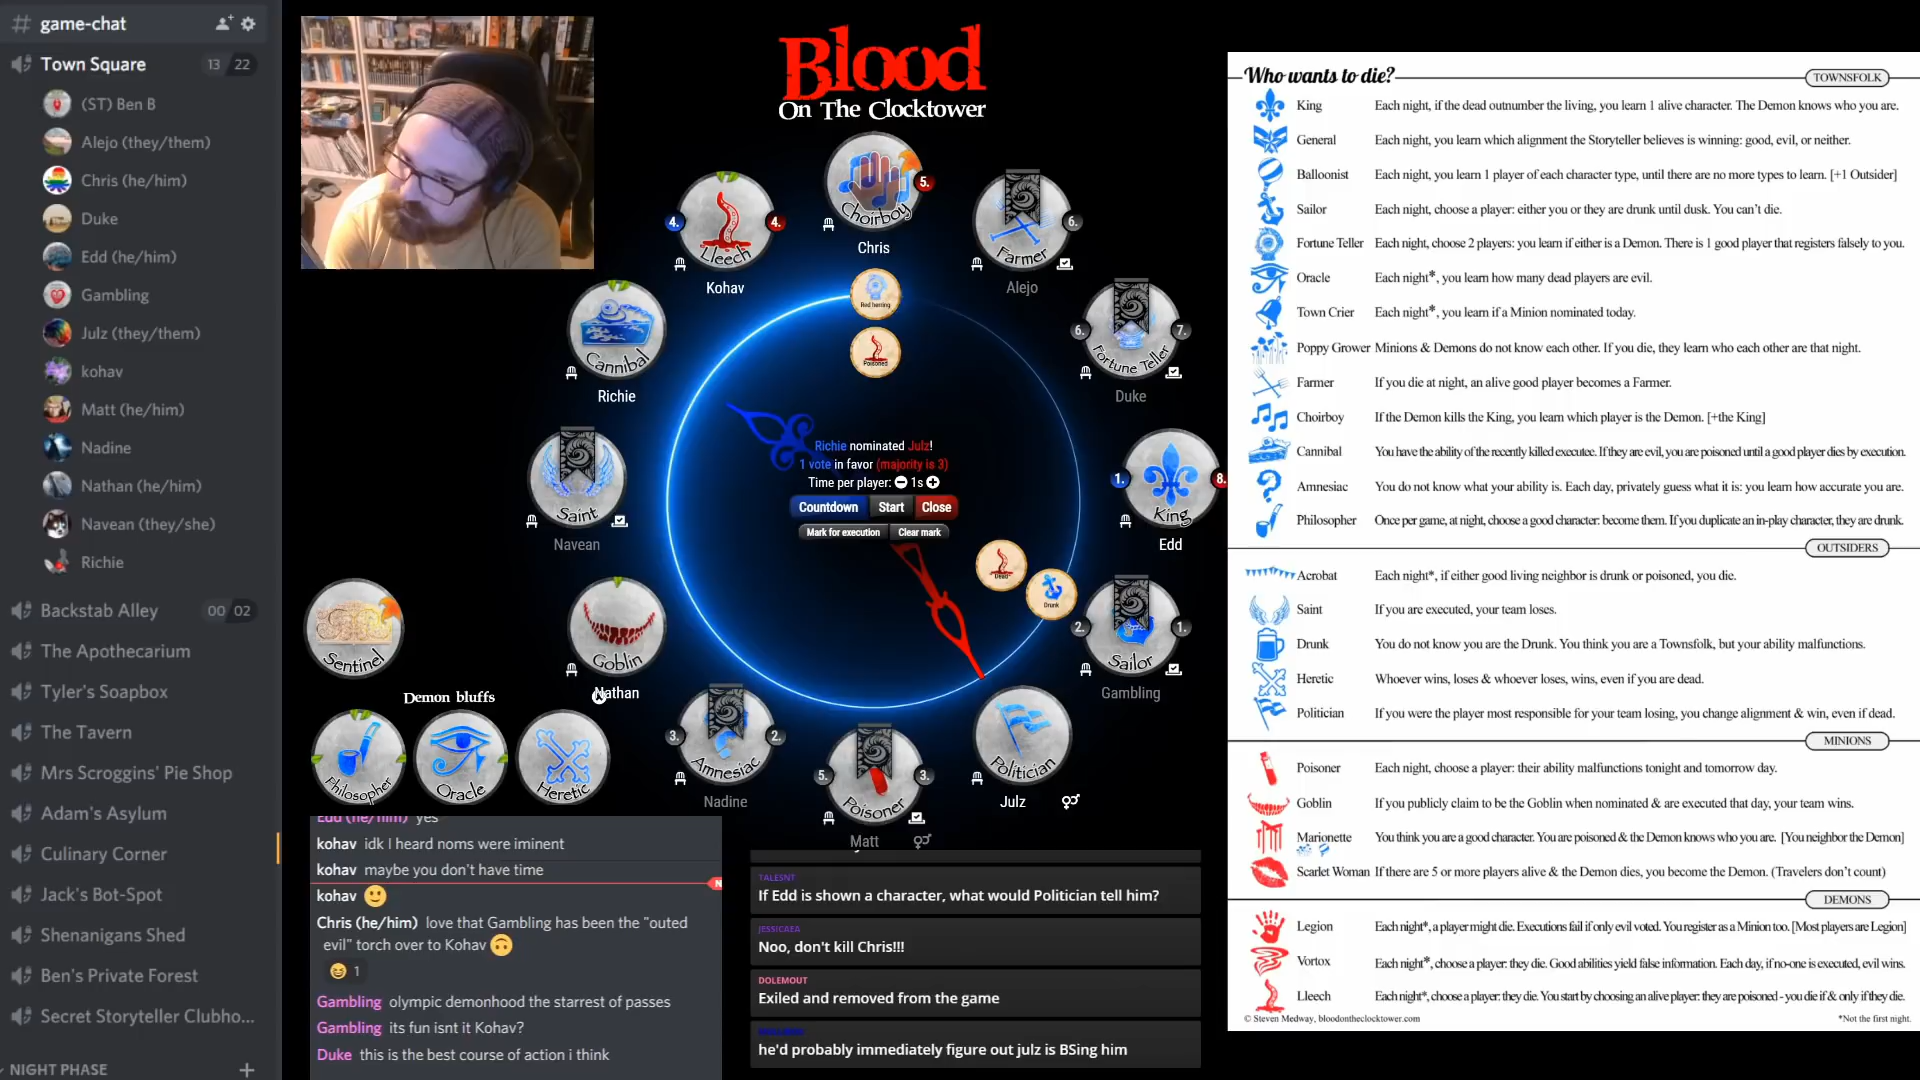 # game-chat
Town Square 13 22
(ST) Ben B
Alejo (they/them)
Chris (he/him)
Duke
Edd (he/him)
Gambling
Julz (they/them)
kohav
Matt (he/him)
Nadine
Nathan (he/him)
Navean (they/she)
Richie
Backstab Alley 00 02
The Apothecarium
Tyler's Soapbox
The Tavern
Mrs Scroggins' Pie Shop
Adam's Asylum
Culinary Corner
Jack's Bot-Spot
Shenanigans Shed
Ben's Private Forest
Secret Storyteller Clubho...
NIGHT PHASE +
Blood
On The Clocktower
Choirboy
5.
Chris
Farmer
6.
Alejo
Fortune Teller
6. 7.
Duke
King
1. 8.
Edd
Sailor
2. 1.
Gambling
Politician
Julz
Poisoner
5. 3.
Matt
Amnesiac
3. 2.
Nadine
Goblin
Nathan
Saint
Navean
Cannibal
Richie
Lleech
4. 4.
Kohav
Red herring
Poisoned
Dead
Drunk
Richie nominated Julz!
1 vote in favor (majority is 3)
Time per player: 1s
Countdown Start Close
Mark for execution Clear mark
Sentinel
Demon bluffs
Philosopher
Oracle
Heretic
Edd (he/him) yes
kohav idk I heard noms were iminent
kohav maybe you don't have time
kohav 🙂
Chris (he/him) love that Gambling has been the "outed
evil" torch over to Kohav 🙃
😆 1
Gambling olympic demonhood the starrest of passes
Gambling its fun isnt it Kohav?
Duke this is the best course of action i think
TALESNT
If Edd is shown a character, what would Politician tell him?
JESSICAEA
Noo, don't kill Chris!!!
DOLEMOUT
Exiled and removed from the game
he'd probably immediately figure out julz is BSing him
Who wants to die? TOWNSFOLK
King Each night, if the dead outnumber the living, you learn 1 alive character. The Demon knows who you are.
General Each night, you learn which alignment the Storyteller believes is winning: good, evil, or neither.
Balloonist Each night, you learn 1 player of each character type, until there are no more types to learn. [+1 Outsider]
Sailor Each night, choose a player: either you or they are drunk until dusk. You can't die.
Fortune Teller Each night, choose 2 players: you learn if either is a Demon. There is 1 good player that registers falsely to you.
Oracle Each night*, you learn how many dead players are evil.
Town Crier Each night*, you learn if a Minion nominated today.
Poppy Grower Minions & Demons do not know each other. If you die, they learn who each other are that night.
Farmer If you die at night, an alive good player becomes a Farmer.
Choirboy If the Demon kills the King, you learn which player is the Demon. [+the King]
Cannibal You have the ability of the recently killed executee. If they are evil, you are poisoned until a good player dies by execution.
Amnesiac You do not know what your ability is. Each day, privately guess what it is: you learn how accurate you are.
Philosopher Once per game, at night, choose a good character: become them. If you duplicate an in-play character, they are drunk.
OUTSIDERS
Acrobat Each night*, if either good living neighbor is drunk or poisoned, you die.
Saint If you are executed, your team loses.
Drunk You do not know you are the Drunk. You think you are a Townsfolk, but your ability malfunctions.
Heretic Whoever wins, loses & whoever loses, wins, even if you are dead.
Politician If you were the player most responsible for your team losing, you change alignment & win, even if dead.
MINIONS
Poisoner Each night, choose a player: their ability malfunctions tonight and tomorrow day.
Goblin If you publicly claim to be the Goblin when nominated & are executed that day, your team wins.
Marionette You think you are a good character. You are poisoned & the Demon knows who you are. [You neighbor the Demon]
Scarlet Woman If there are 5 or more players alive & the Demon dies, you become the Demon. (Travelers don't count)
DEMONS
Legion Each night*, a player might die. Executions fail if only evil voted. You register as a Minion too. [Most players are Legion]
Vortox Each night*, choose a player: they die. Good abilities yield false information. Each day, if no-one is executed, evil wins.
Lleech Each night*, choose a player: they die. You start by choosing an alive player: they are poisoned - you die if & only if they die.
© Steven Medway, bloodontheclocktower.com *Not the first night.